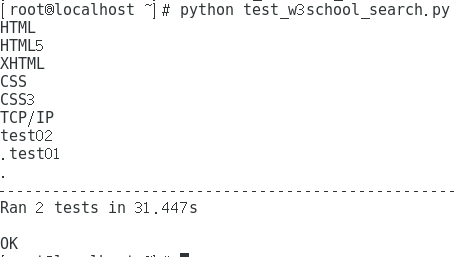 [root@localhost ~]# python test_w3school_search.py
HTML
HTML5
XHTML
CSS
CSS3
TCP/IP
test02
.test01
.
----------------------------------------------------------------------
Ran 2 tests in 31.447s
OK